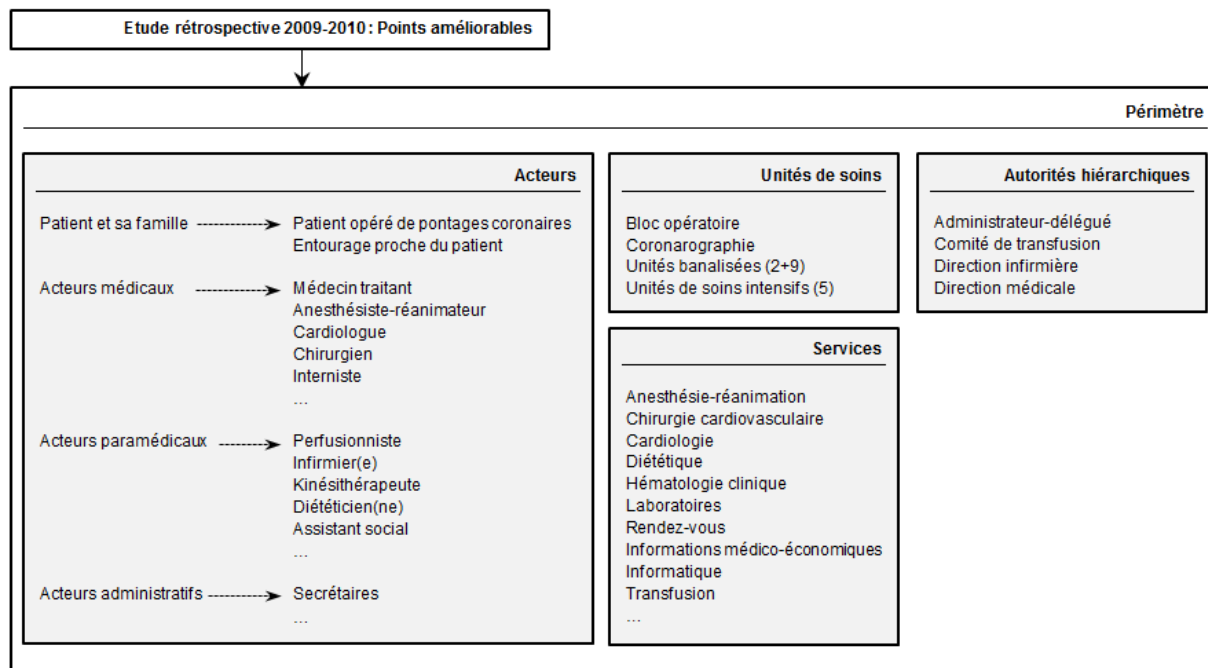 Etude rétrospective 2009-2010 : Points améliorables
Périmètre
Acteurs
Patient et sa famille Patient opéré de pontages coronaires
Entourage proche du patient
Acteurs médicaux Médecin traitant
Anesthésiste-réanimateur
Cardiologue
Chirurgien
Interniste
...
Acteurs paramédicaux Perfusionniste
Infirmier(e)
Kinésithérapeute
Diététicien(ne)
Assistant social
...
Acteurs administratifs Secrétaires
...
Unités de soins
Bloc opératoire
Coronarographie
Unités banalisées (2+9)
Unités de soins intensifs (5)
Services
Anesthésie-réanimation
Chirurgie cardiovasculaire
Cardiologie
Diététique
Hématologie clinique
Laboratoires
Rendez-vous
Informations médico-économiques
Informatique
Transfusion
...
Autorités hiérarchiques
Administrateur-délégué
Comité de transfusion
Direction infirmière
Direction médicale